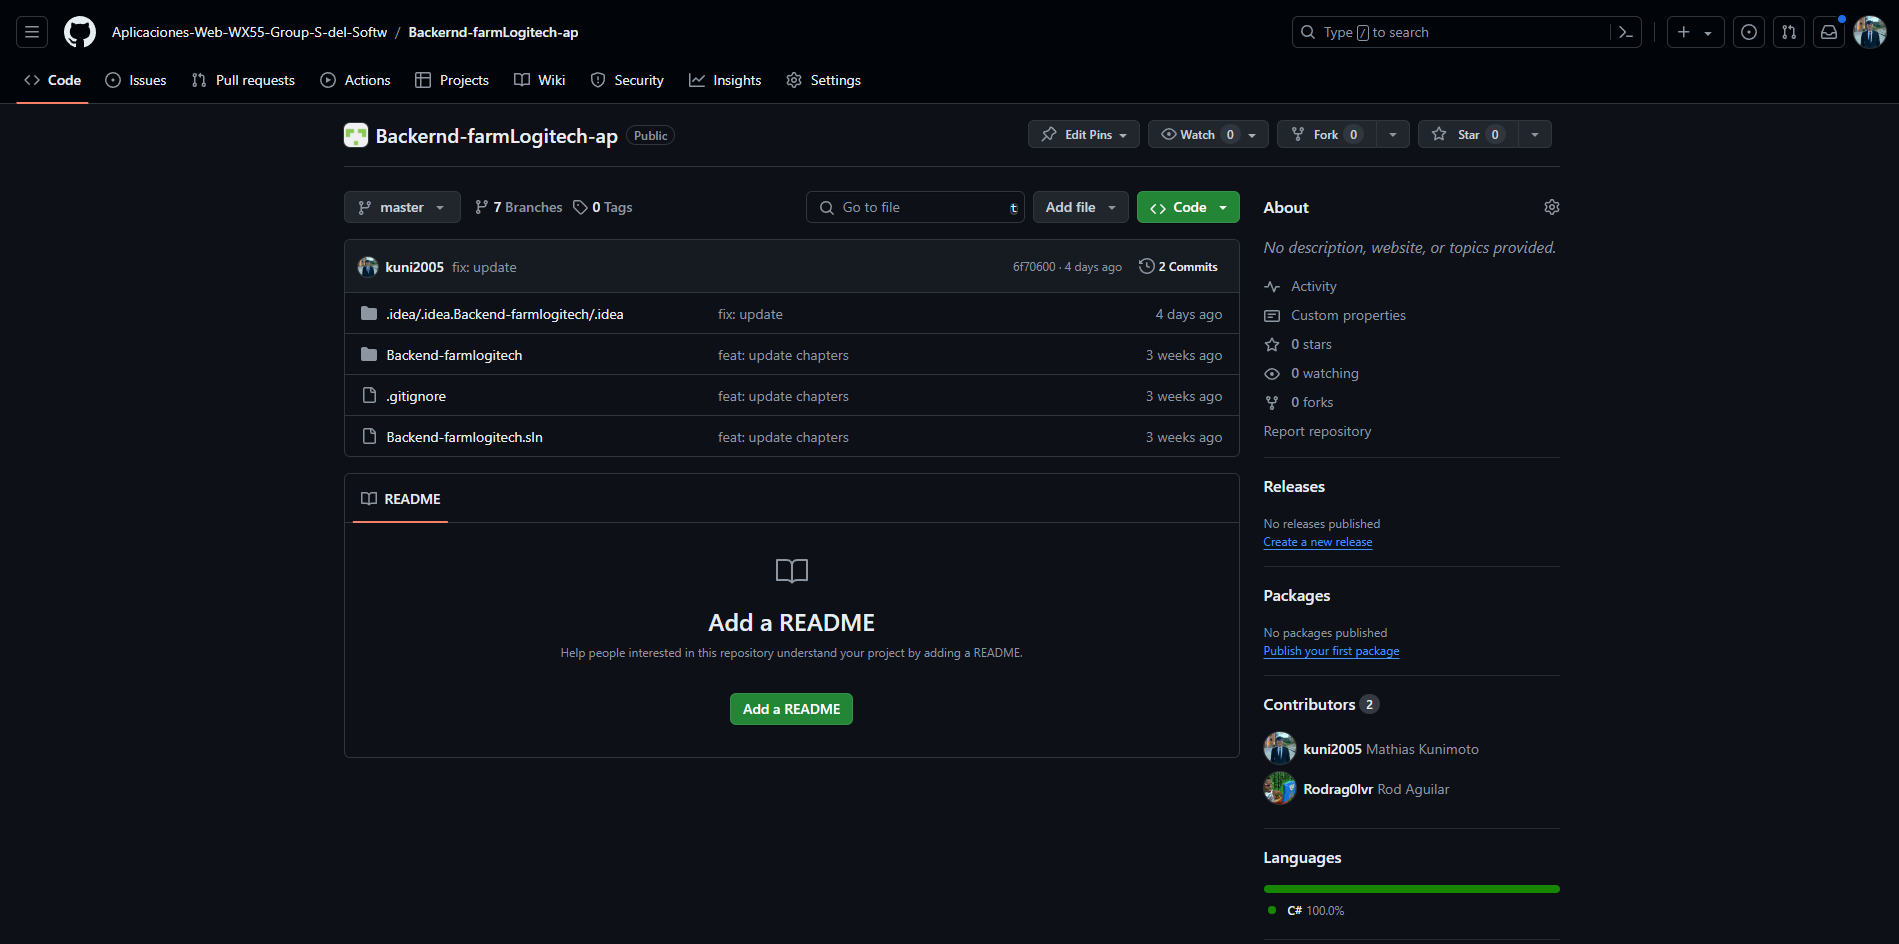 Aplicaciones-Web-WX55-Group-S-del-Softw / Backernd-farmLogitech-ap
Type / to search
Code Issues Pull requests Actions Projects Wiki Security Insights Settings
Backernd-farmLogitech-ap Public
Edit Pins Watch 0 Fork 0 Star 0
master 7 Branches 0 Tags Go to file t Add file Code
kuni2005 fix: update 6f70600 · 4 days ago 2 Commits
.idea/.idea.Backend-farmlogitech/.idea fix: update 4 days ago
Backend-farmlogitech feat: update chapters 3 weeks ago
.gitignore feat: update chapters 3 weeks ago
Backend-farmlogitech.sln feat: update chapters 3 weeks ago
README
Add a README
Help people interested in this repository understand your project by adding a README.
Add a README
About
No description, website, or topics provided.
Activity
Custom properties
0 stars
0 watching
0 forks
Report repository
Releases
No releases published
Create a new release
Packages
No packages published
Publish your first package
Contributors 2
kuni2005 Mathias Kunimoto
Rodrag0lvr Rod Aguilar
Languages
C# 100.0%